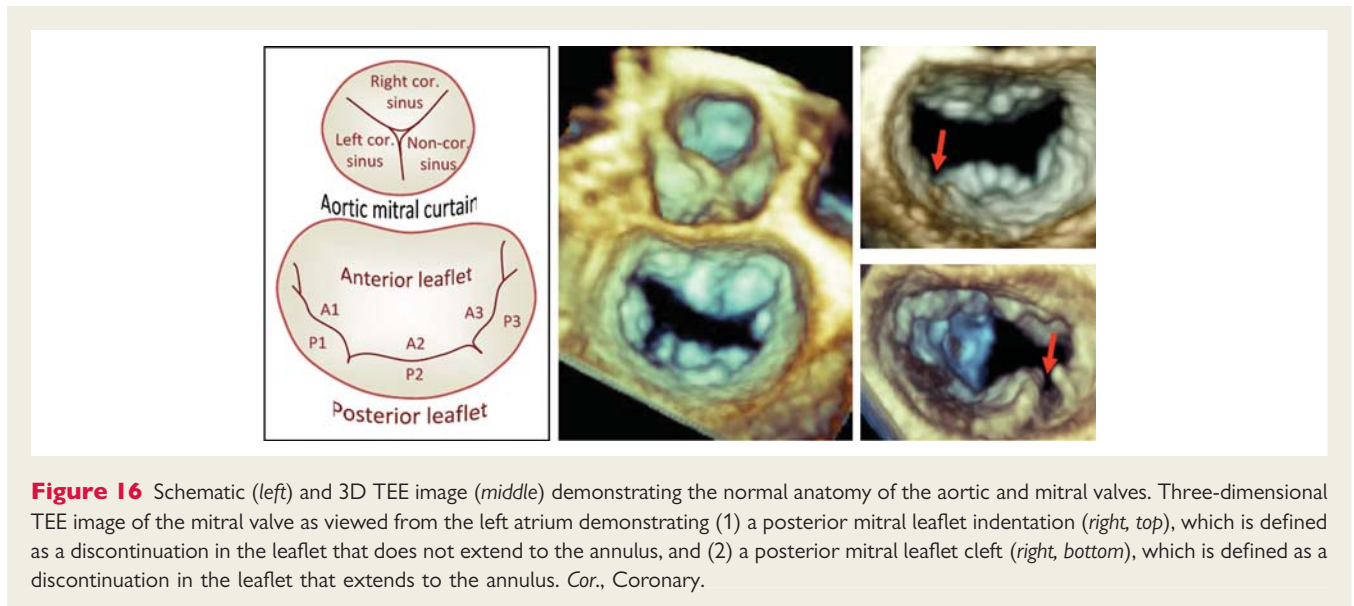 Right cor.
sinus
Left cor.
sinus
Non-cor.
sinus
Aortic mitral curtain
Anterior leaflet
A1
A3
P3
P1
A2
P2
Posterior leaflet
Figure 16 Schematic (left) and 3D TEE image (middle) demonstrating the normal anatomy of the aortic and mitral valves. Three-dimensional
TEE image of the mitral valve as viewed from the left atrium demonstrating (1) a posterior mitral leaflet indentation (right, top), which is defined
as a discontinuation in the leaflet that does not extend to the annulus, and (2) a posterior mitral leaflet cleft (right, bottom), which is defined as a
discontinuation in the leaflet that extends to the annulus. Cor., Coronary.